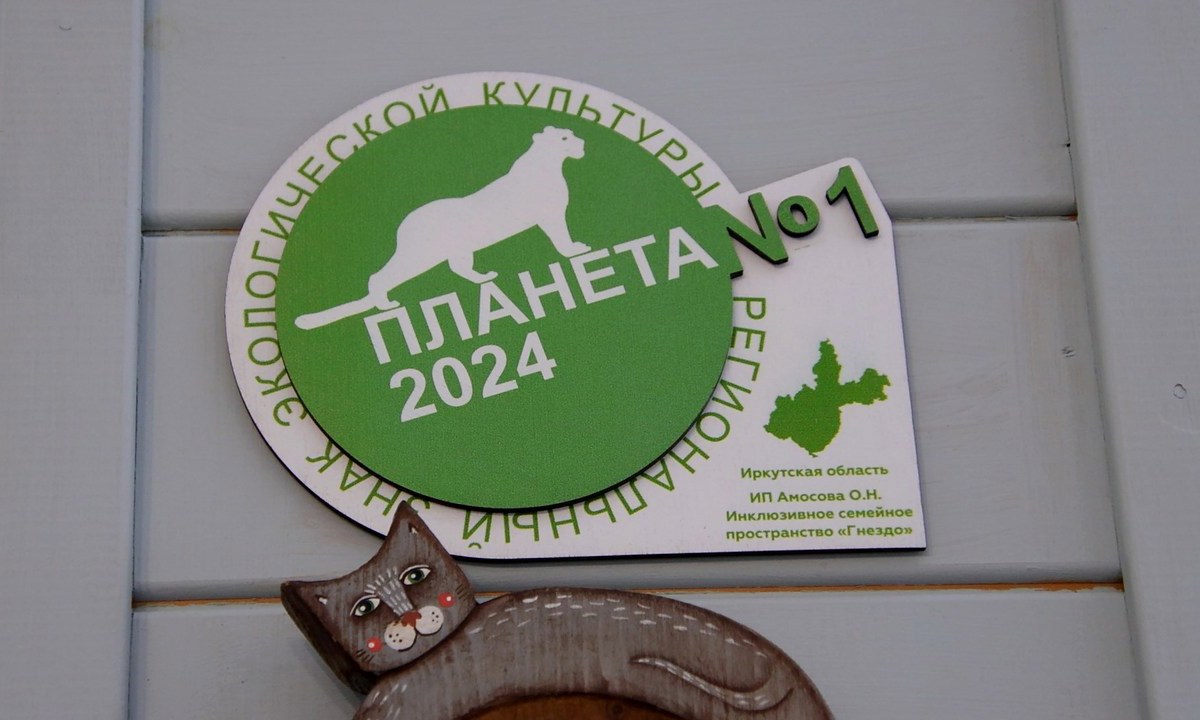 РЕГИОНАЛЬНЫЙ ЗНАК ЭКОЛОГИЧЕСКОЙ КУЛЬТУРЫ
ПЛАНЕТА
2024
№1
Иркутская область
ИП Амосова О.Н.
Инклюзивное семейное
пространство «Гнездо»